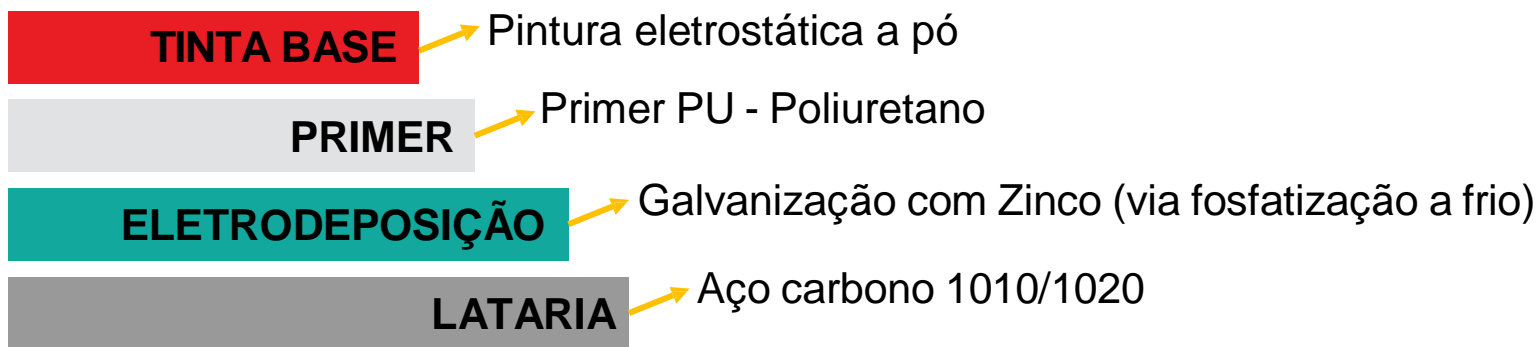 TINTA BASE Pintura eletrostática a pó
PRIMER Primer PU - Poliuretano
ELETRODEPOSIÇÃO Galvanização com Zinco (via fosfatização a frio)
LATARIA Aço carbono 1010/1020